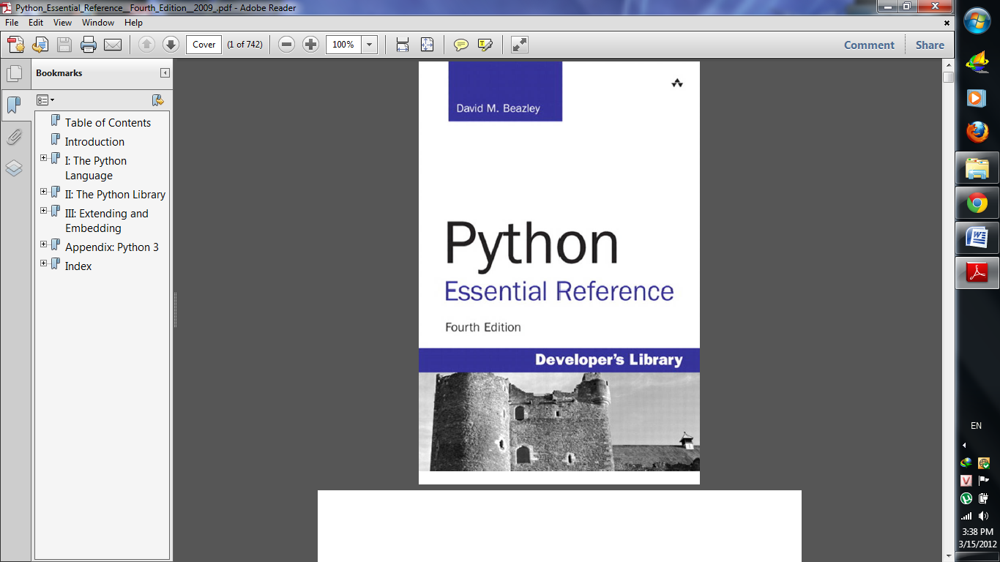 Python_Essential_Reference__Fourth_Edition__2009_.pdf - Adobe Reader
File Edit View Window Help
Cover (1 of 742) 100% Comment Share
Bookmarks
Table of Contents
Introduction
I: The Python
Language
II: The Python Library
III: Extending and
Embedding
Appendix: Python 3
Index
David M. Beazley
Python
Essential Reference
Fourth Edition
Developer's Library
EN
3:38 PM
3/15/2012